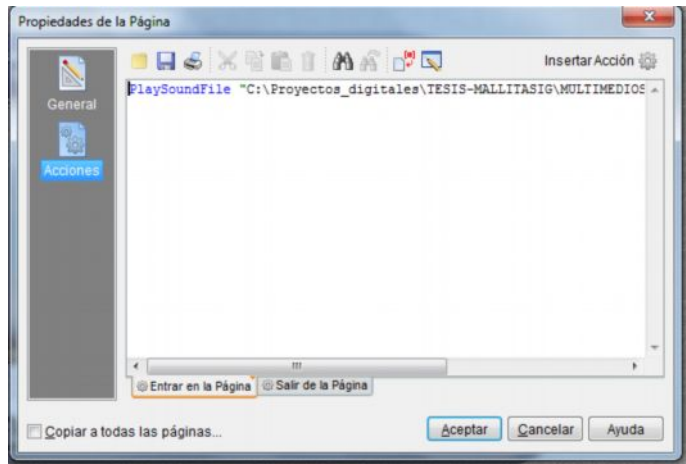 Propiedades de la Página
Insertar Acción
General
Acciones
PlaySoundFile "C:\Proyectos_digitales\TESIS-MALLITASIG\MULTIMEDIOS
Entrar en la Página
Salir de la Página
Copiar a todas las páginas...
Aceptar
Cancelar
Ayuda